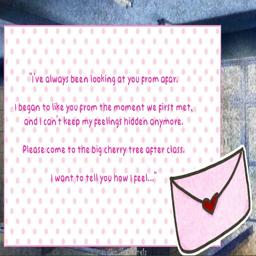 "I've always been looking at you from afar.
I began to like you from the moment we first met,
and I can't keep my feelings hidden anymore.
Please come to the big cherry tree after class.
I want to tell you how I feel..."